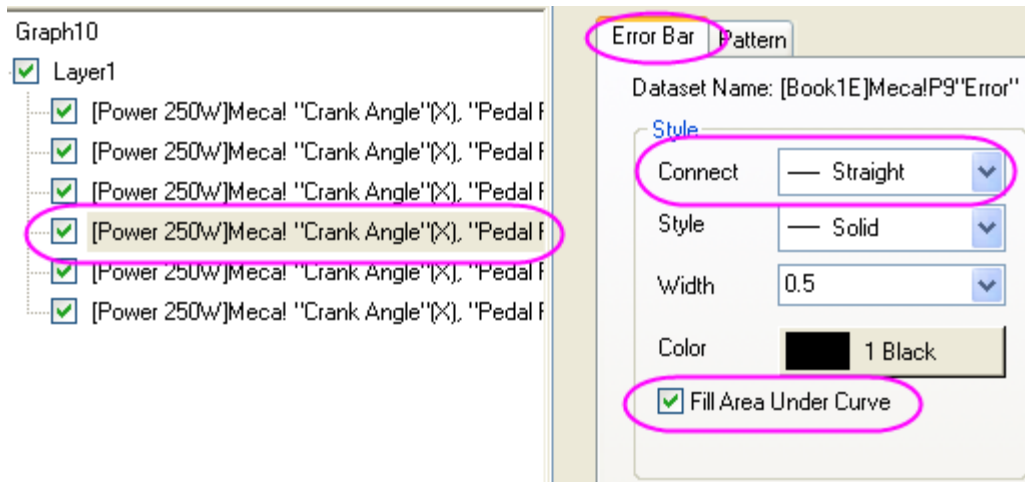 Graph10
Layer1
[Power 250W]Meca! "Crank Angle"(X), "Pedal F
[Power 250W]Meca! "Crank Angle"(X), "Pedal F
[Power 250W]Meca! "Crank Angle"(X), "Pedal F
[Power 250W]Meca! "Crank Angle"(X), "Pedal F
[Power 250W]Meca! "Crank Angle"(X), "Pedal F
[Power 250W]Meca! "Crank Angle"(X), "Pedal F
Error Bar Pattern
Dataset Name: [Book1E]Meca!P9"Error"
Style
Connect Straight
Style Solid
Width 0.5
Color 1 Black
Fill Area Under Curve